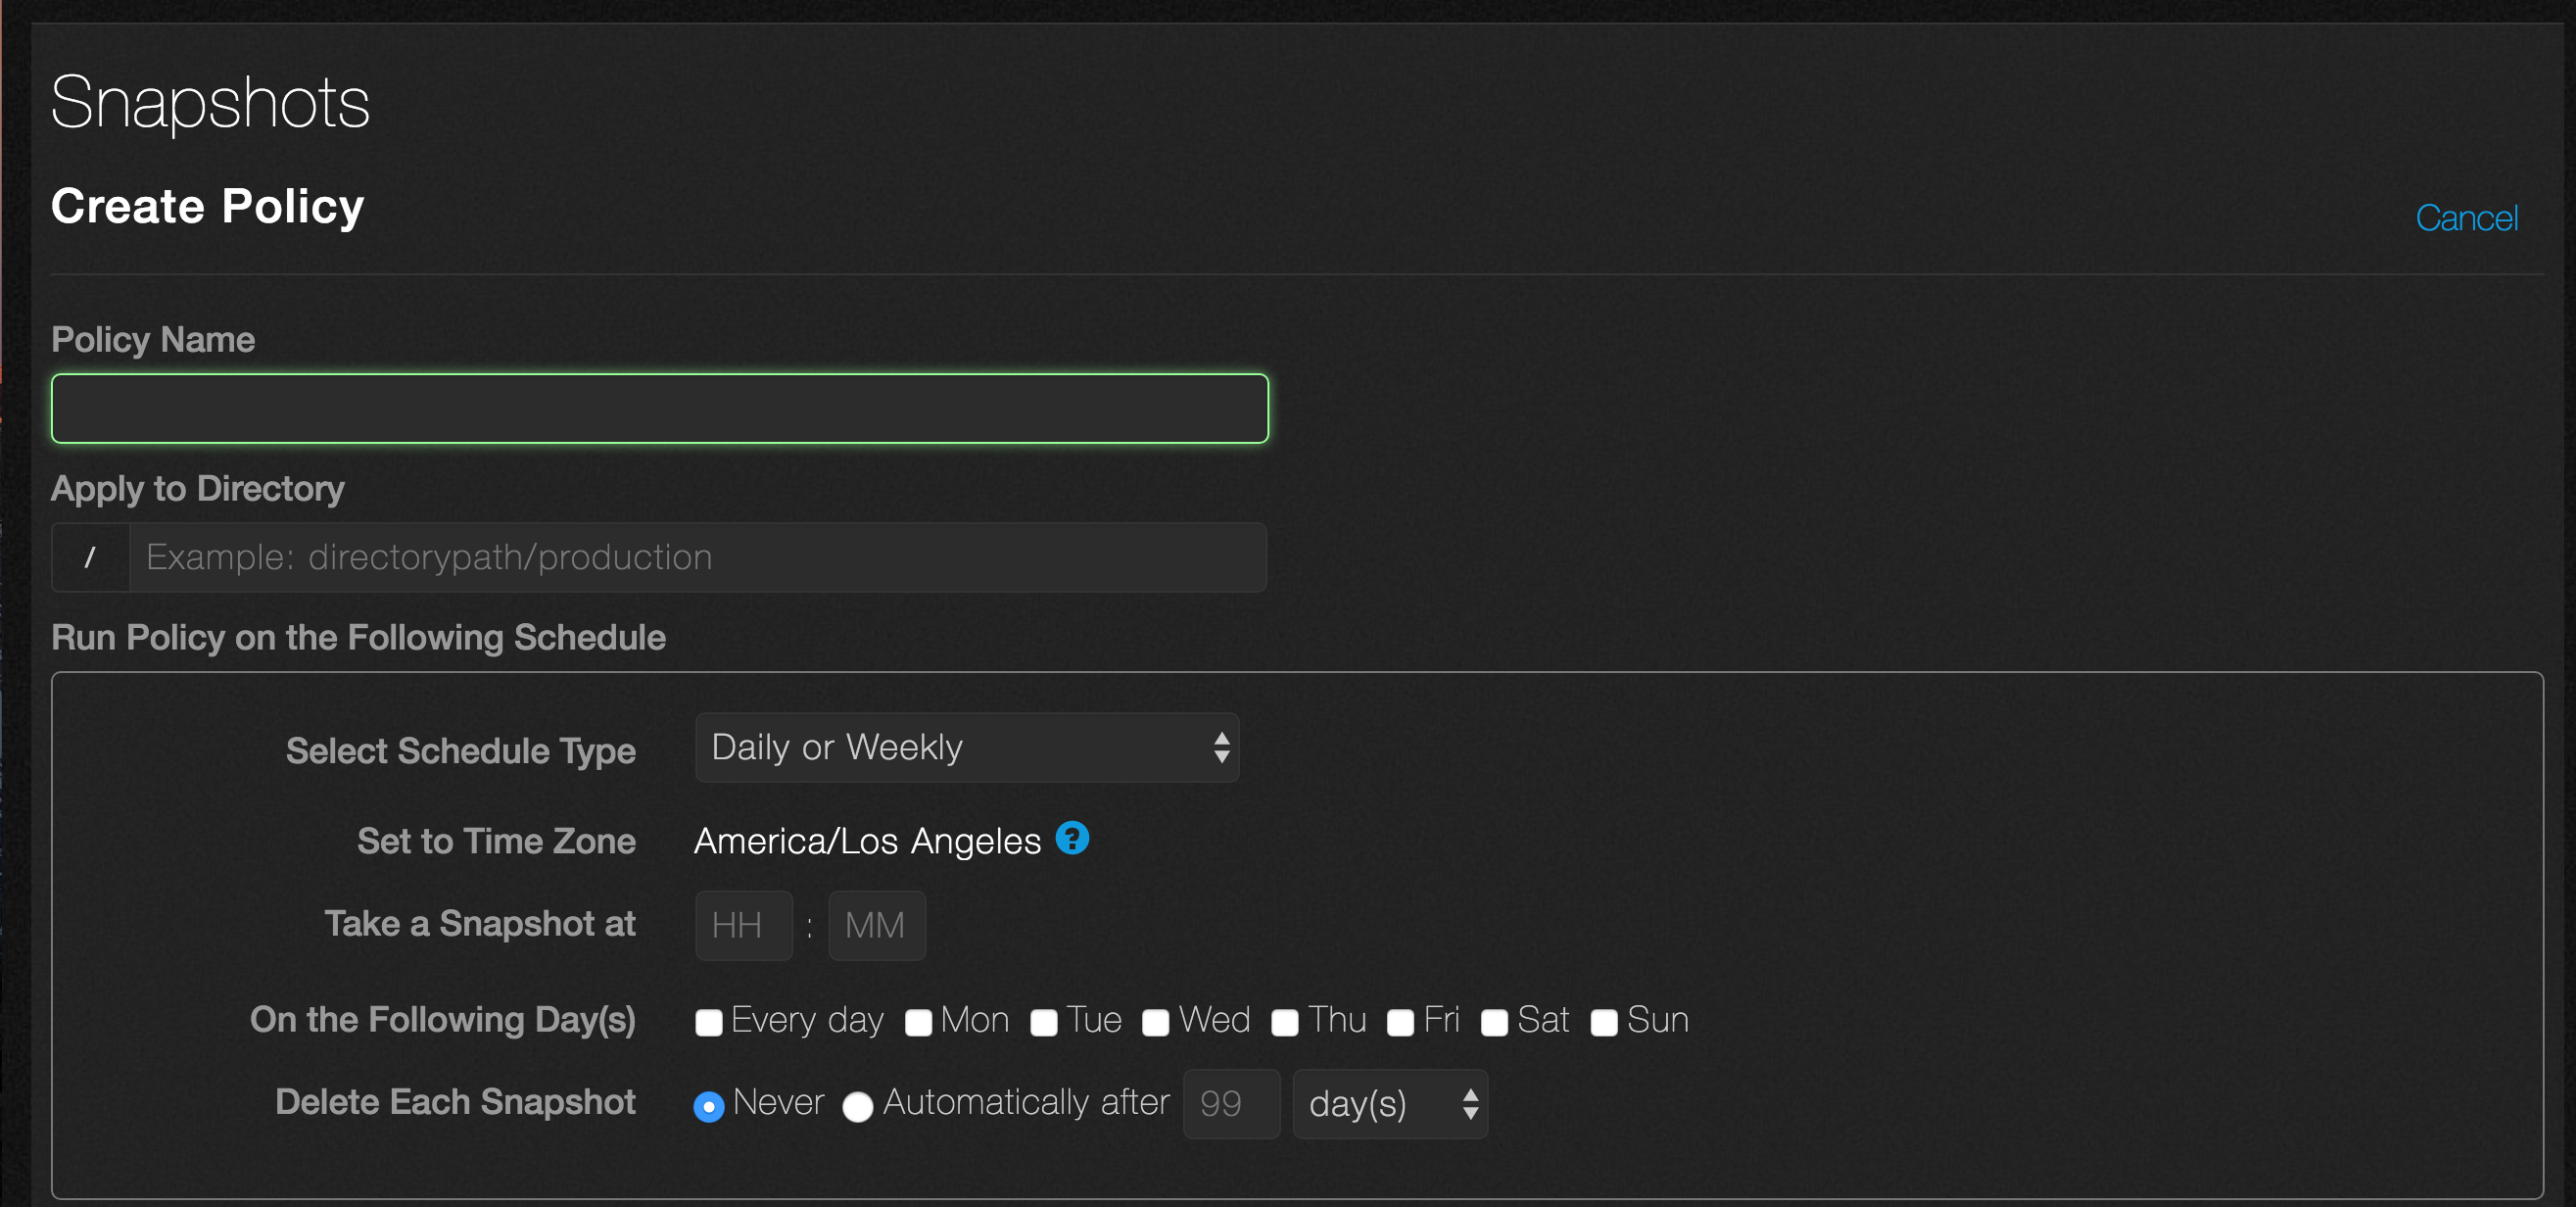 Snapshots
Create Policy
Cancel
Policy Name
Apply to Directory
/ Example: directorypath/production
Run Policy on the Following Schedule
Select Schedule Type Daily or Weekly
Set to Time Zone America/Los Angeles ?
Take a Snapshot at HH : MM
On the Following Day(s) Every day Mon Tue Wed Thu Fri Sat Sun
Delete Each Snapshot Never Automatically after 99 day(s)